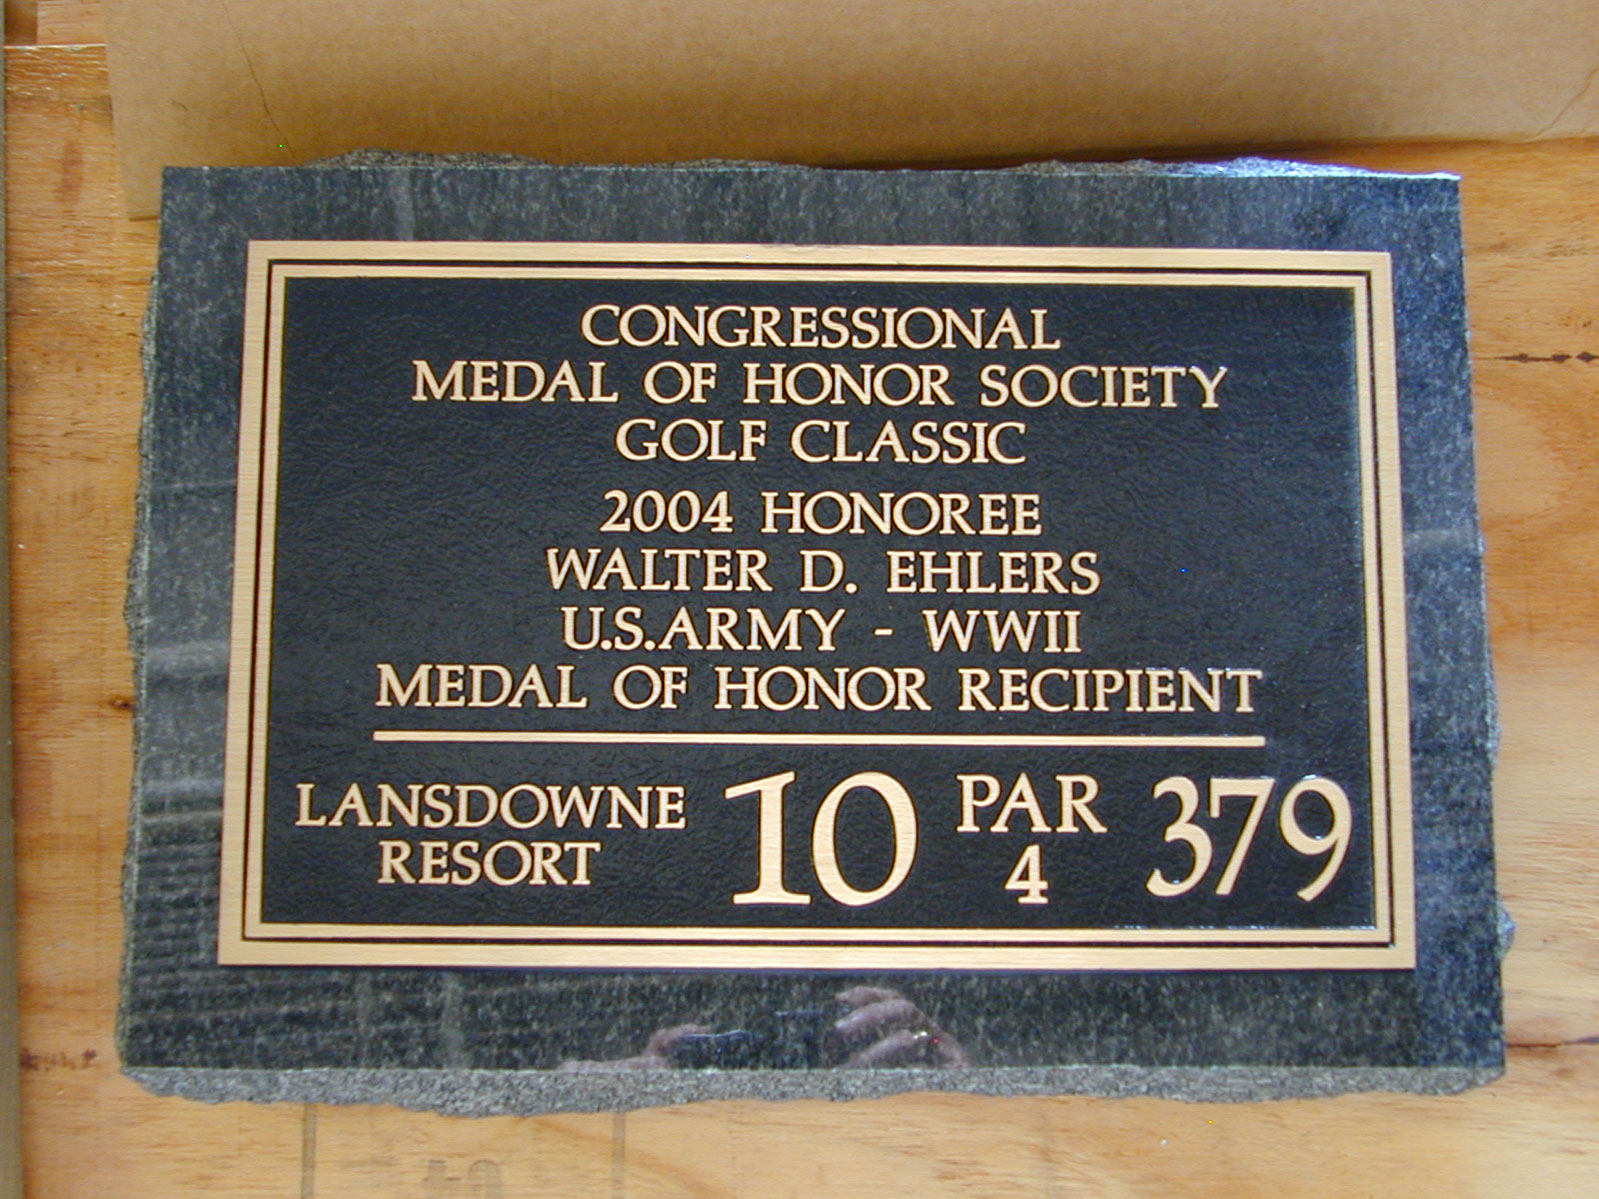 CONGRESSIONAL
MEDAL OF HONOR SOCIETY
GOLF CLASSIC
2004 HONOREE
WALTER D. EHLERS
U.S.ARMY - WWII
MEDAL OF HONOR RECIPIENT
LANSDOWNE
RESORT
10
PAR
4
379